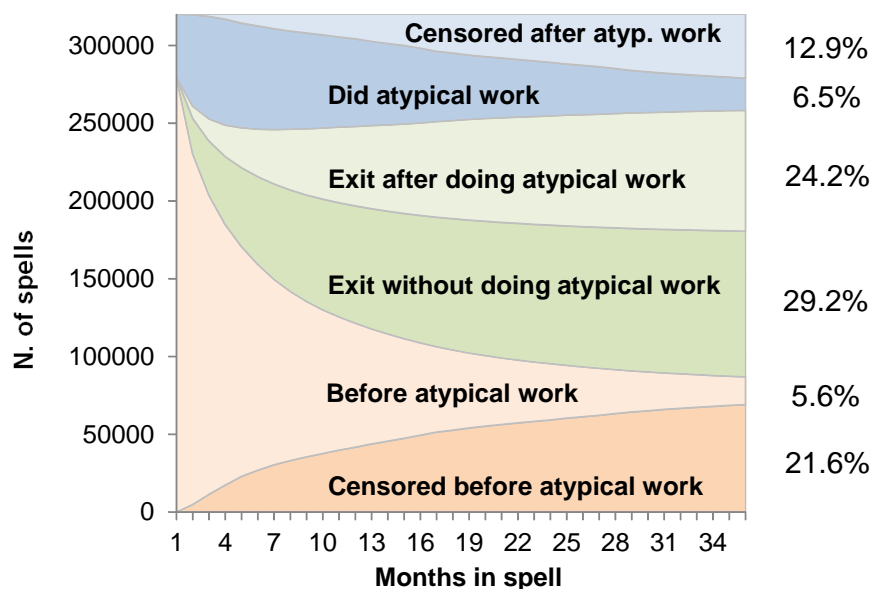 Censored after atyp. work
12.9%
300000
Did atypical work
6.5%
250000
Exit after doing atypical work
24.2%
200000
N. of spells
150000
Exit without doing atypical work
29.2%
100000
Before atypical work
5.6%
50000
Censored before atypical work
21.6%
0
1 4 7 10 13 16 19 22 25 28 31 34
Months in spell